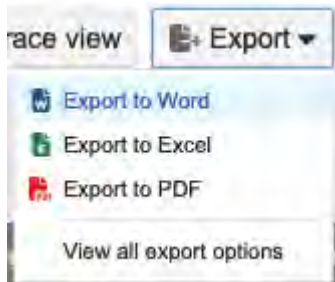 race view Export
Export to Word
Export to Excel
Export to PDF
View all export options